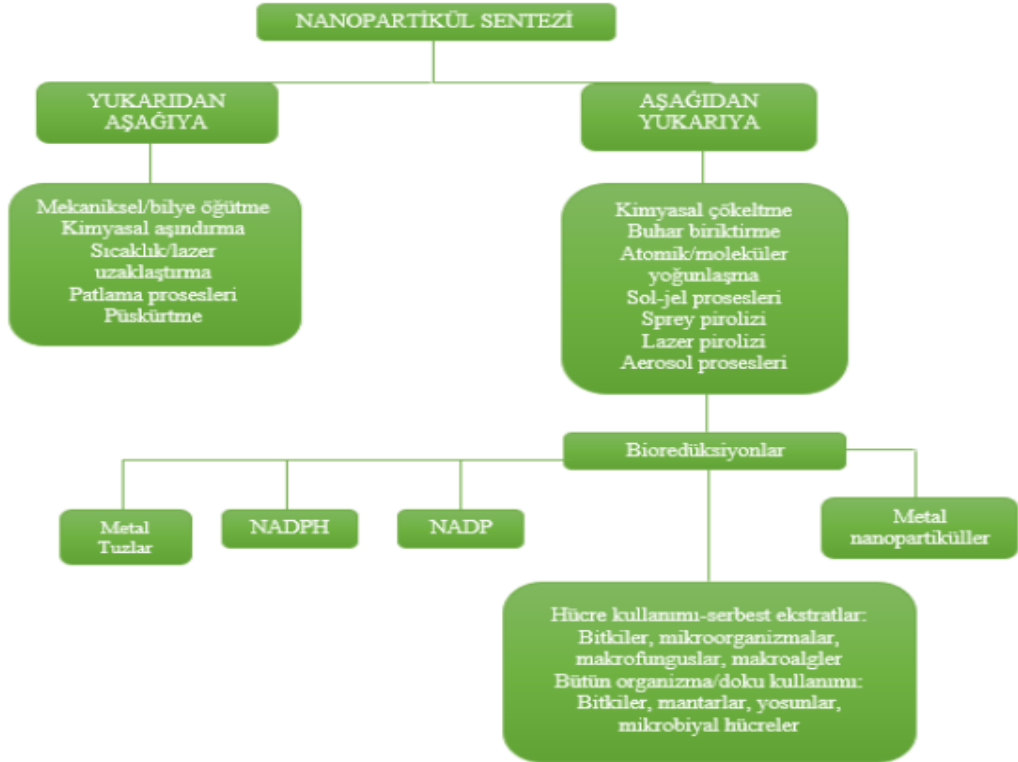 NANOPARTİKÜL SENTEZİ
YUKARIDAN
AŞAĞIYA
AŞAĞIDAN
YUKARIYA
Mekaniksel/bilye öğütme
Kimyasal aşındırma
Sıcaklık/lazer
uzaklaştırma
Patlama prosesleri
Püskürtme
Kimyasal çökeltme
Buhar biriktirme
Atomik/moleküler
yoğunlaşma
Sol-jel prosesleri
Sprey pirolizi
Lazer pirolizi
Aerosol prosesleri
Bioredüksiyonlar
Metal
Tuzlar
NADPH
NADP
Metal
nanopartiküller
Hücre kullanımı-serbest ekstratlar:
Bitkiler, mikroorganizmalar,
makrofunguslar, makroalgler
Bütün organizma/doku kullanımı:
Bitkiler, mantarlar, yosunlar,
mikrobiyal hücreler